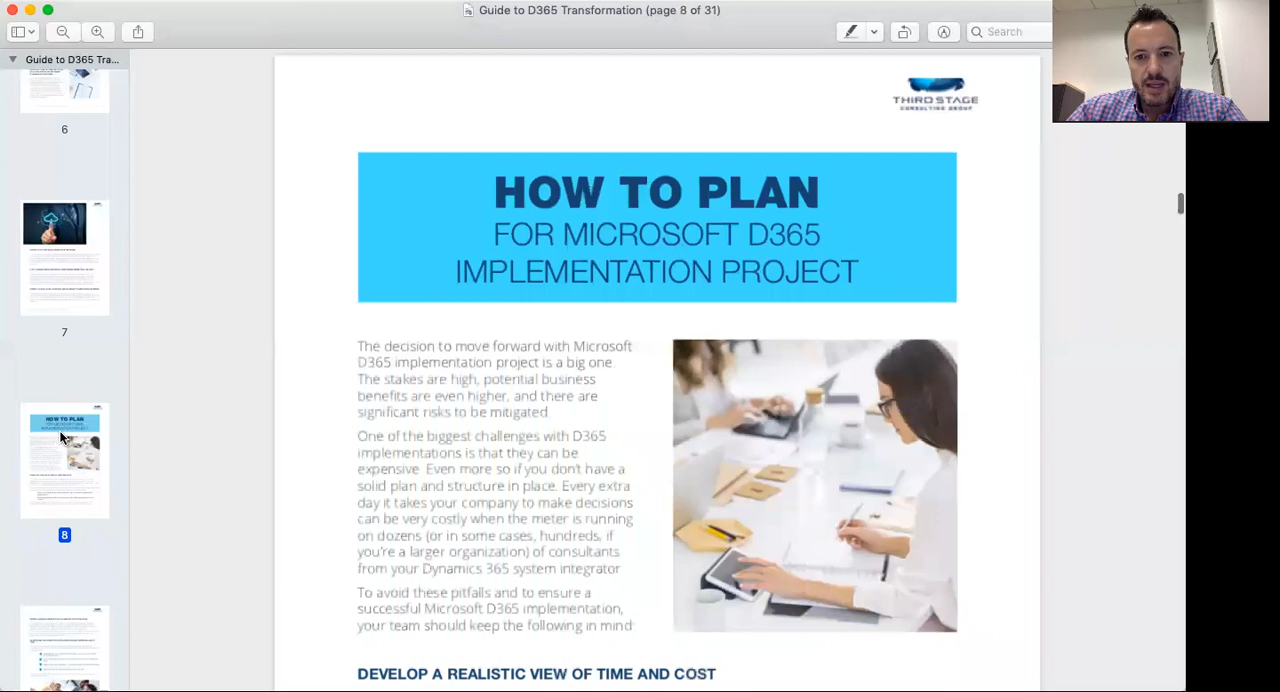 Guide to D365 Transformation (page 8 of 31)
Search
Guide to D365 Tra...
6
7
HOW TO PLAN
8
THIRD STAGE
CONSULTING GROUP
HOW TO PLAN
FOR MICROSOFT D365
IMPLEMENTATION PROJECT
The decision to move forward with Microsoft
D365 implementation project is a big one.
The stakes are high, potential business
benefits are even higher, and there are
significant risks to be mitigated.
One of the biggest challenges with D365
implementations is that they can be
expensive. Even more so if you don't have a
solid plan and structure in place. Every extra
day it takes your company to make decisions
can be very costly when the meter is running
on dozens (or in some cases, hundreds, if
you're a larger organization) of consultants
from your Dynamics 365 system integrator.
To avoid these pitfalls and to ensure a
successful Microsoft D365 implementation,
your team should keep the following in mind:
DEVELOP A REALISTIC VIEW OF TIME AND COST